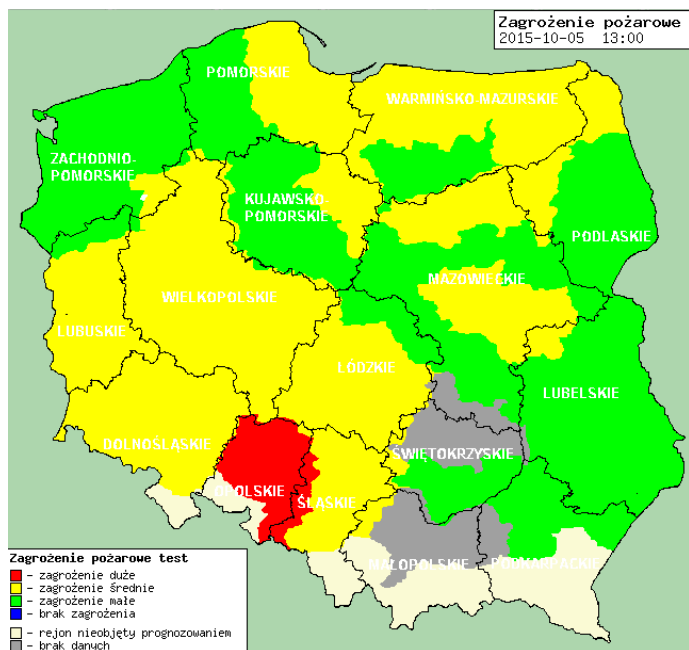 Zagrożenie pożarowe
2015-10-05 13:00
POMORSKIE
WARMIŃSKO-MAZURSKIE
ZACHODNIO-
POMORSKIE
KUJAWSKO
POMORSKIE
PODLASKIE
MAZOWIECKIE
WIELKOPOLSKIE
LUBUSKIE
ŁÓDZKIE
LUBELSKIE
DOLNOŚLĄSKIE
ŚWIĘTOKRZYSKIE
OPOLSKIE
ŚLĄSKIE
MAŁOPOLSKIE
PODKARPACKIE
Zagrożenie pożarowe test
– zagrożenie duże
– zagrożenie średnie
– zagrożenie małe
– brak zagrożenia
– rejon nieobjęty prognozowaniem
– brak danych